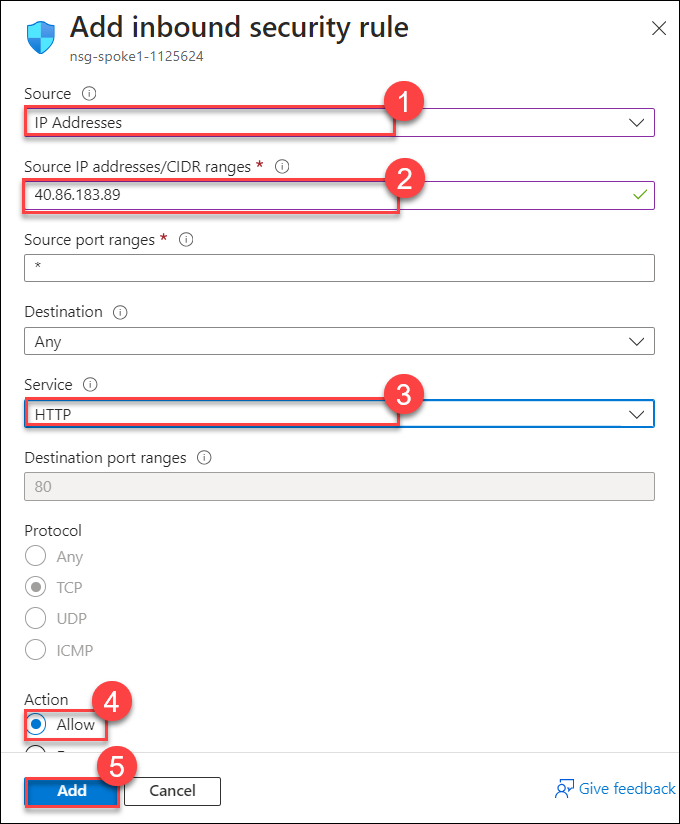 Add inbound security rule
nsg-spoke1-1125624
Source
1
IP Addresses
Source IP addresses/CIDR ranges *
2
40.86.183.89
Source port ranges *
*
Destination
Any
Service
3
HTTP
Destination port ranges
80
Protocol
Any
TCP
UDP
ICMP
Action
4
Allow
5
Add Cancel Give feedback